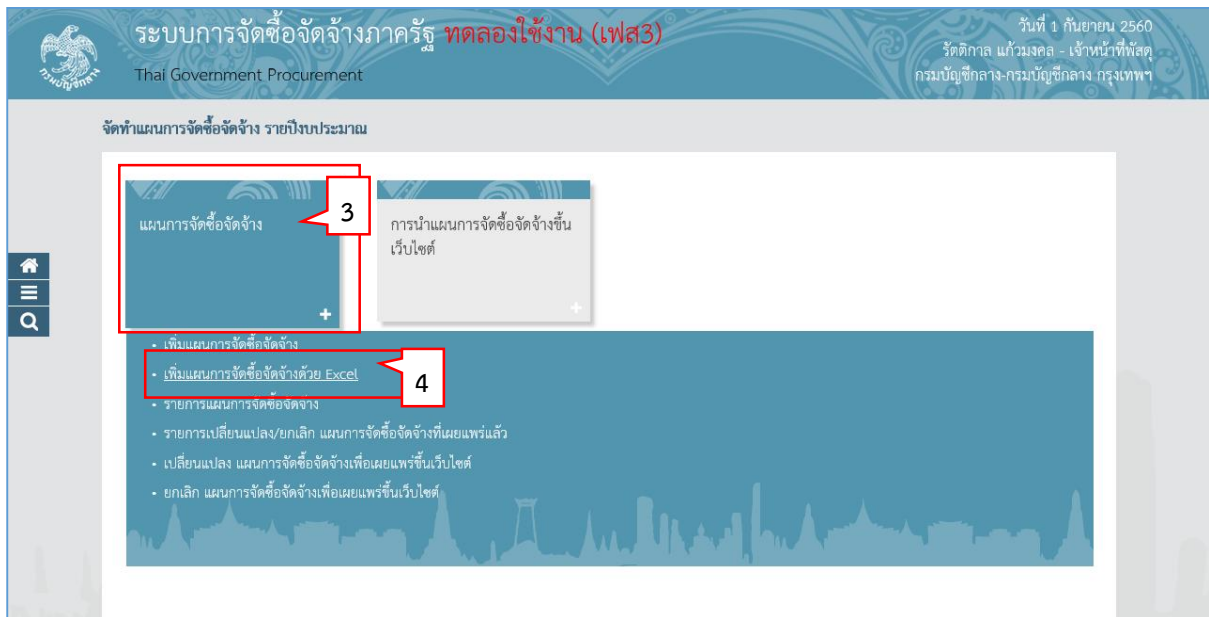 ระบบการจัดซื้อจัดจ้างภาครัฐ ทดลองใช้งาน (เฟส3)
Thai Government Procurement
วันที่ 1 กันยายน 2560
รัตติกาล แก้วมงคล - เจ้าหน้าที่พัสดุ
กรมบัญชีกลาง-กรมบัญชีกลาง กรุงเทพฯ
กรมบัญชีกลาง
จัดทำแผนการจัดซื้อจัดจ้าง รายปีงบประมาณ
แผนการจัดซื้อจัดจ้าง
3
การนำแผนการจัดซื้อจัดจ้างขึ้น
เว็บไซต์
• เพิ่มแผนการจัดซื้อจัดจ้าง
• เพิ่มแผนการจัดซื้อจัดจ้างด้วย Excel
4
• รายการแผนการจัดซื้อจัดจ้าง
• รายการเปลี่ยนแปลง/ยกเลิก แผนการจัดซื้อจัดจ้างที่เผยแพร่แล้ว
• เปลี่ยนแปลง แผนการจัดซื้อจัดจ้างเพื่อเผยแพร่ขึ้นเว็บไซต์
• ยกเลิก แผนการจัดซื้อจัดจ้างเพื่อเผยแพร่ขึ้นเว็บไซต์